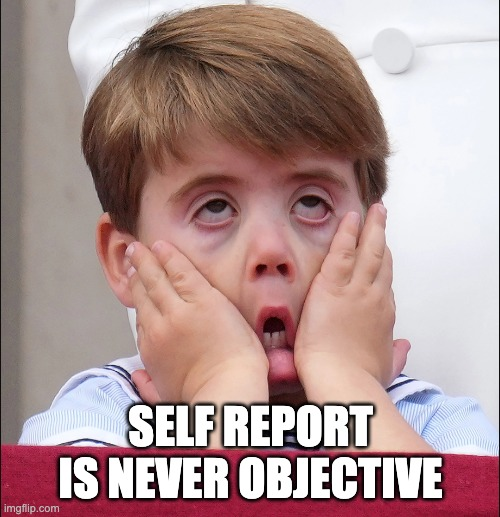 SELF REPORT
IS NEVER OBJECTIVE
imgflip.com